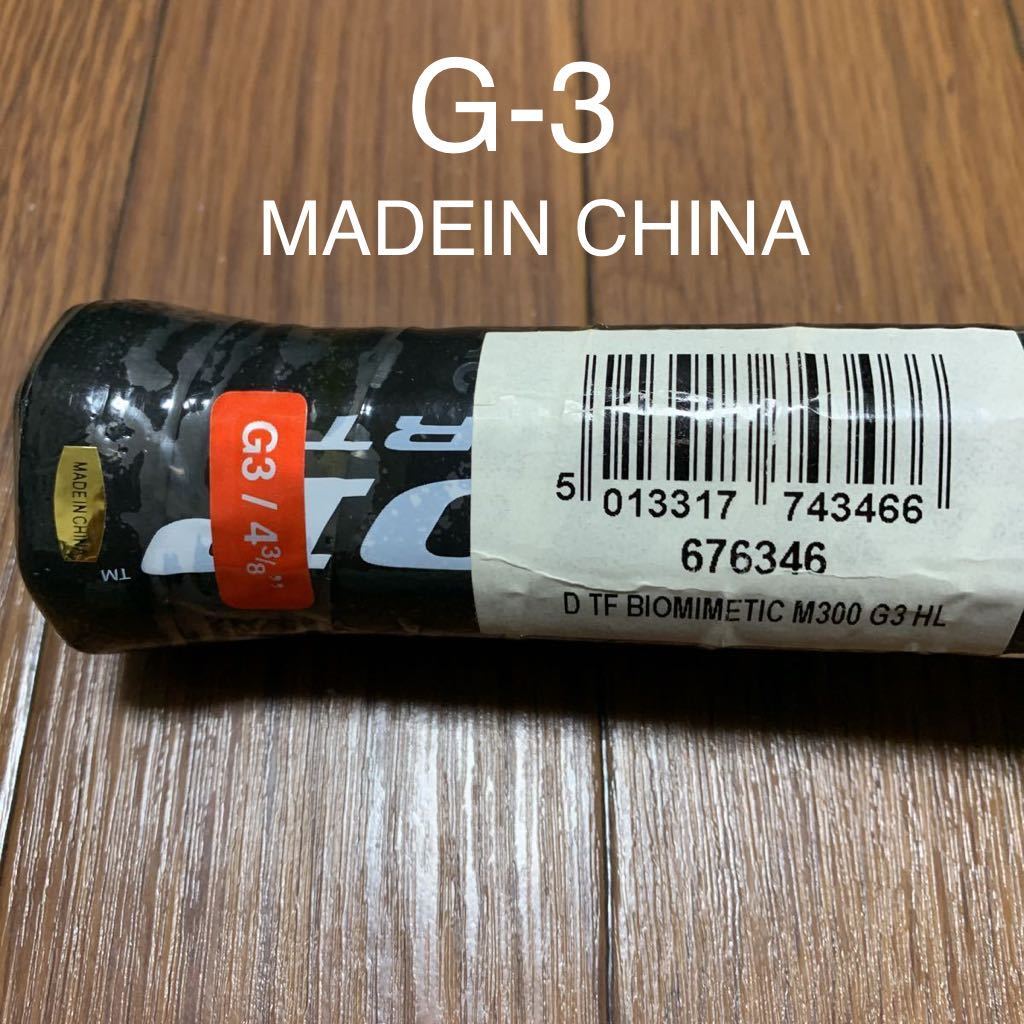 G-3
MADEIN CHINA
MADE IN CHINA
G3 / 4 3/8"
TM
5 013317 743466
676346
D TF BIOMIMETIC M300 G3 HL